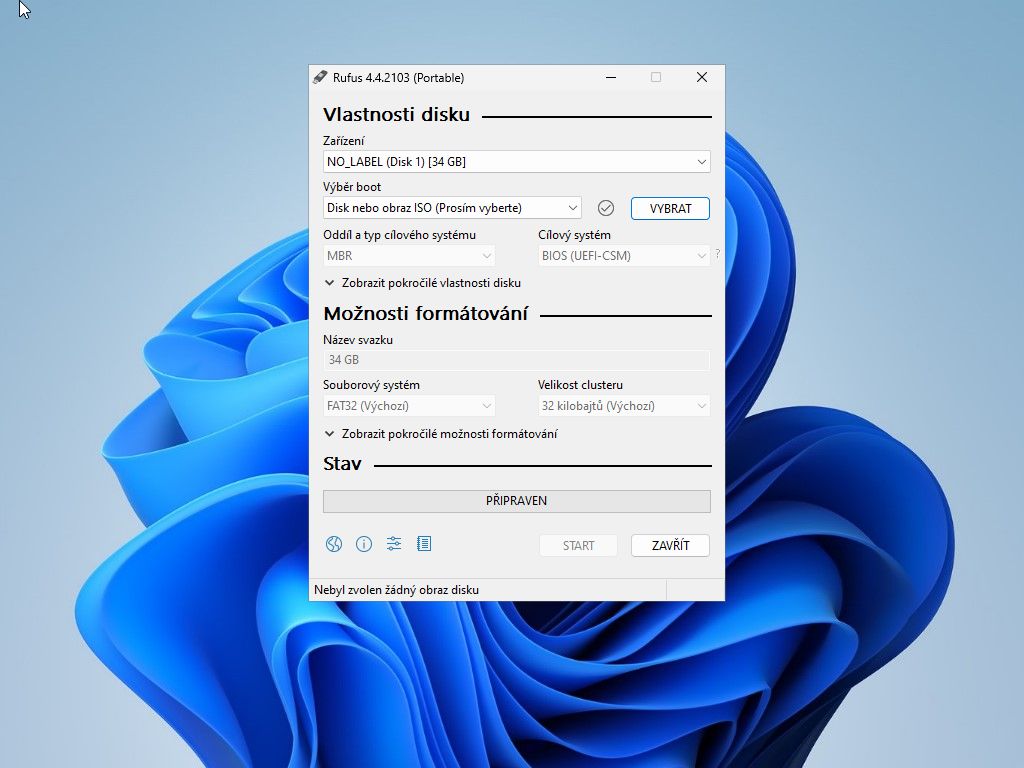 Rufus 4.4.2103 (Portable)
Vlastnosti disku
Zařízení
NO_LABEL (Disk 1) [34 GB]
Výběr boot
Disk nebo obraz ISO (Prosím vyberte)
VYBRAT
Oddíl a typ cílového systému
Cílový systém
MBR
BIOS (UEFI-CSM)
?
Zobrazit pokročilé vlastnosti disku
Možnosti formátování
Název svazku
34 GB
Souborový systém
Velikost clusteru
FAT32 (Výchozí)
32 kilobajtů (Výchozí)
Zobrazit pokročilé možnosti formátování
Stav
PŘIPRAVEN
START
ZAVŘÍT
Nebyl zvolen žádný obraz disku